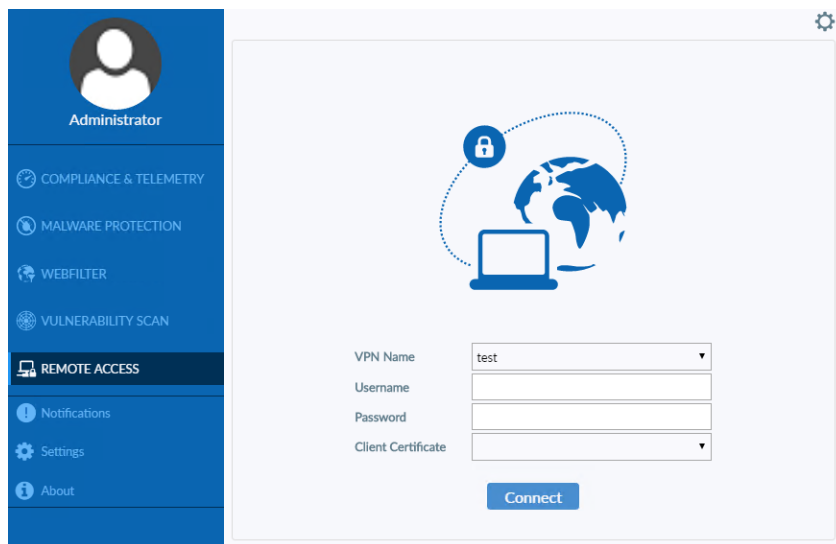 Administrator
COMPLIANCE & TELEMETRY
MALWARE PROTECTION
WEBFILTER
VULNERABILITY SCAN
REMOTE ACCESS
Notifications
Settings
About
VPN Name
test
Username
Password
Client Certificate
Connect